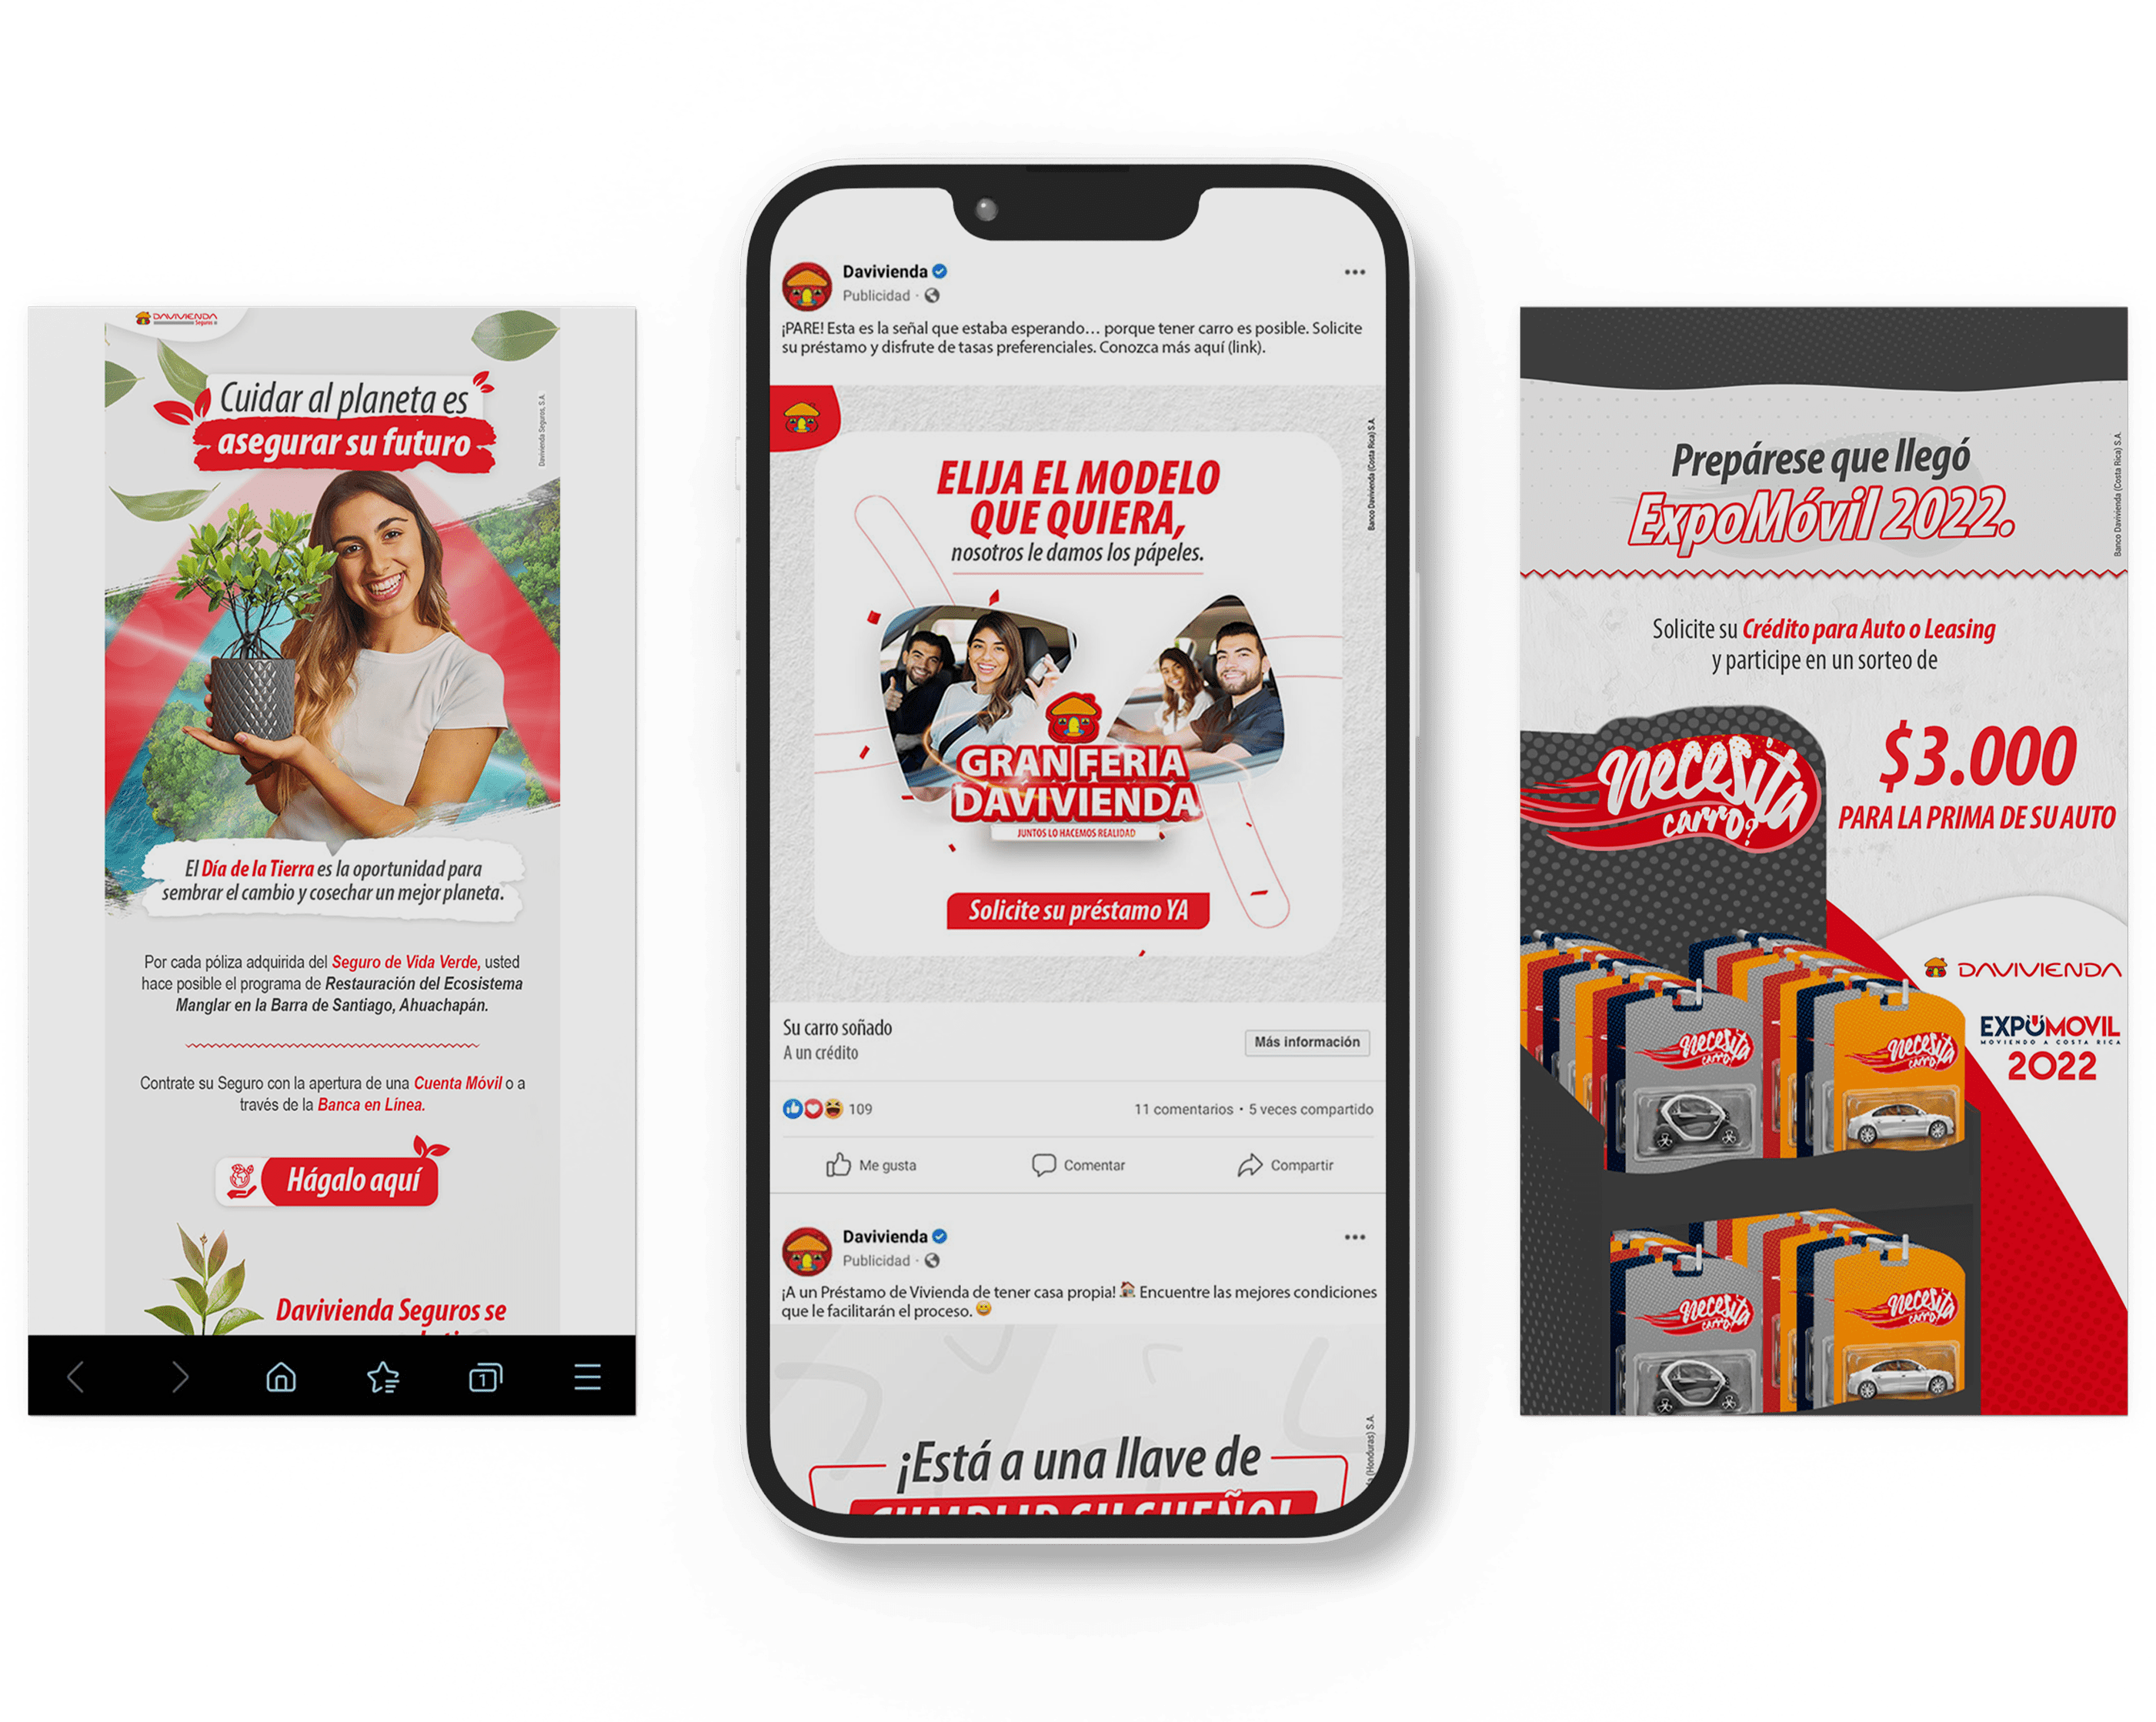 DAVIVIENDA
Seguros
Cuidar al planeta es
asegurar su futuro
Davivienda Seguros, S.A.
El Día de la Tierra es la oportunidad para
sembrar el cambio y cosechar un mejor planeta.
Por cada póliza adquirida del Seguro de Vida Verde, usted
hace posible el programa de Restauración del Ecosistema
Manglar en la Barra de Santiago, Ahuachapán.
Contrate su Seguro con la apertura de una Cuenta Móvil o a
través de la Banca en Línea.
Hágalo aquí
Davivienda Seguros se
1
Davivienda
Publicidad ·
¡PARE! Esta es la señal que estaba esperando... porque tener carro es posible. Solicite
su préstamo y disfrute de tasas preferenciales. Conozca más aquí (link).
Banco Davivienda (Costa Rica) S.A.
ELIJA EL MODELO
QUE QUIERA,
nosotros le damos los pápeles.
GRAN FERIA
DAVIVIENDA
JUNTOS LO HACEMOS REALIDAD
Solicite su préstamo YA
Su carro soñado
A un crédito
Más información
109
11 comentarios • 5 veces compartido
Me gusta
Comentar
Compartir
Davivienda
Publicidad ·
¡A un Préstamo de Vivienda de tener casa propia! 🏠 Encuentre las mejores condiciones
que le facilitarán el proceso. 😄
¡Está a una llave de
CUMPLIR SU SUEÑO!
(Honduras) S.A.
Prepárese que llegó
ExpoMóvil 2022.
Banco Davivienda (Costa Rica) S.A.
Solicite su Crédito para Auto o Leasing
y participe en un sorteo de
$3.000
PARA LA PRIMA DE SU AUTO
necesita
carro?
DAVIVIENDA
EXPOMOVIL
MOVIENDO A COSTA RICA
2022
necesita
carro?
necesita
carro?
necesita
carro?
necesita
carro?